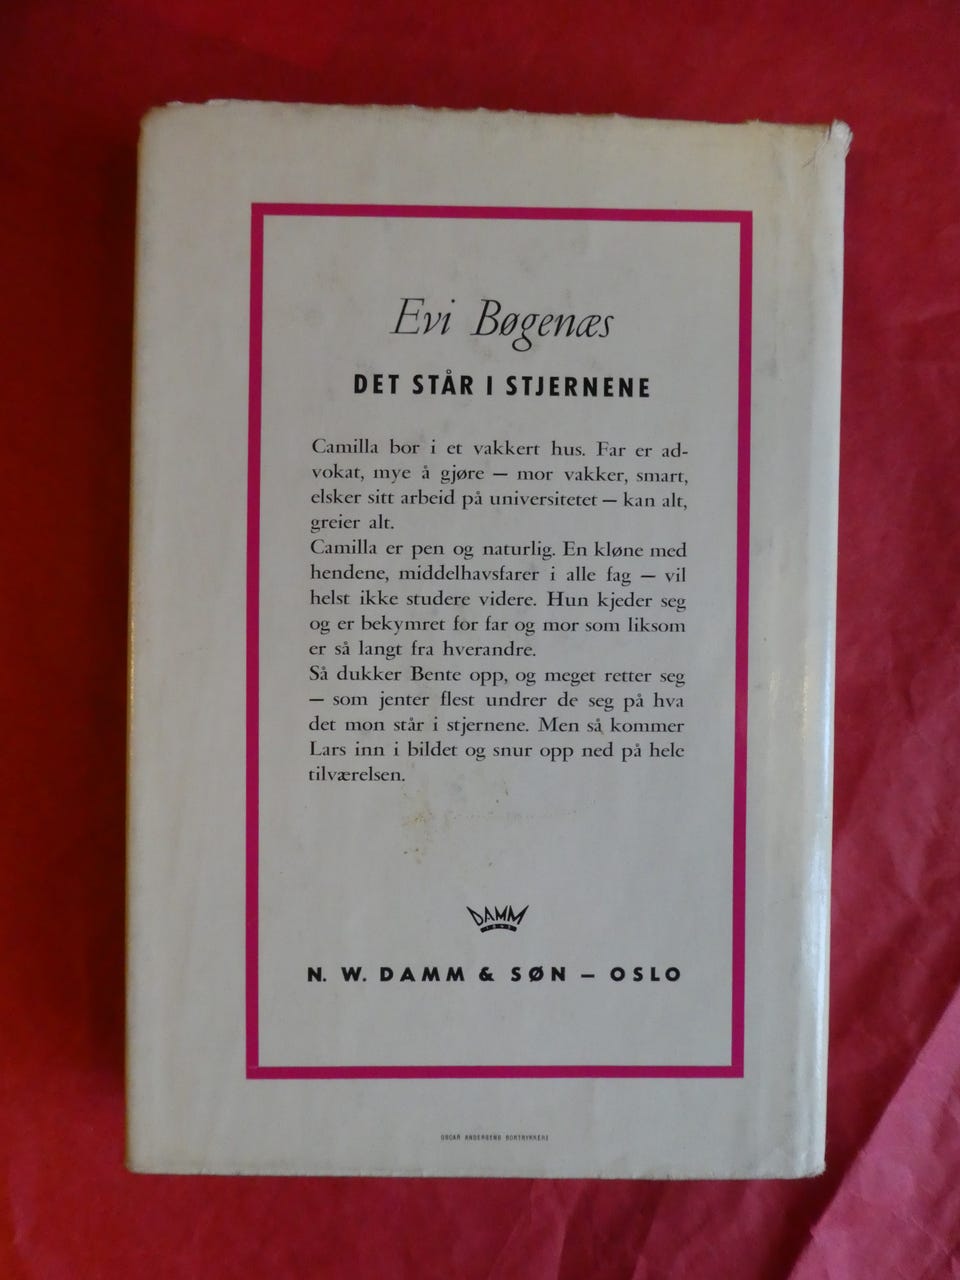 Evi Bøgenæs
DET STÅR I STJERNENE
Camilla bor i et vakkert hus. Far er ad-
vokat, mye å gjøre — mor vakker, smart,
elsker sitt arbeid på universitetet — kan alt,
greier alt.
Camilla er pen og naturlig. En kløne med
hendene, middelhavsfarer i alle fag — vil
helst ikke studere videre. Hun kjeder seg
og er bekymret for far og mor som liksom
er så langt fra hverandre.
Så dukker Bente opp, og meget retter seg
— som jenter flest undrer de seg på hva
det mon står i stjernene. Men så kommer
Lars inn i bildet og snur opp ned på hele
tilværelsen.
DAMM
1843
N. W. DAMM & SØN — OSLO
OSCAR ANDERSENS BOKTRYKKERI